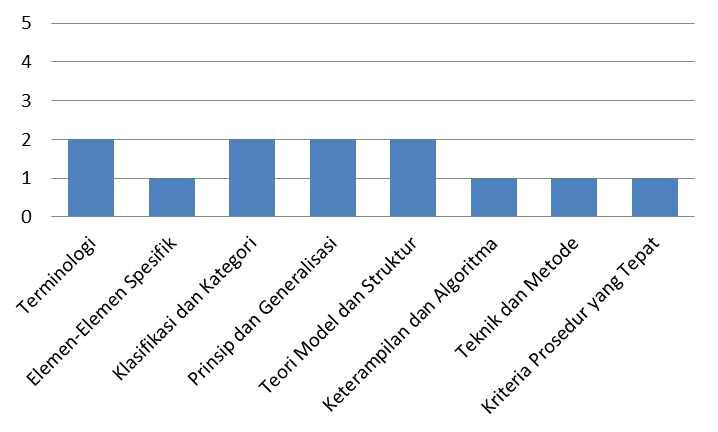 5
4
3
2
1
0
Terminologi
Elemen-Elemen Spesifik
Klasifikasi dan Kategori
Prinsip dan Generalisasi
Teori Model dan Struktur
Keterampilan dan Algoritma
Teknik dan Metode
Kriteria Prosedur yang Tepat